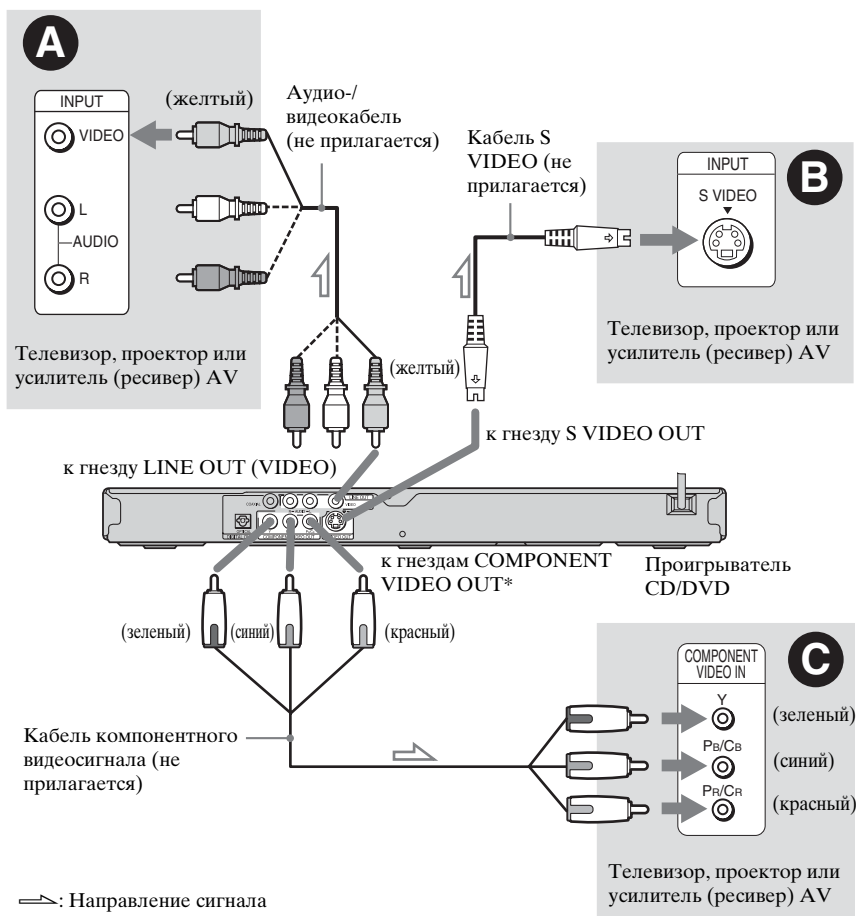 A
INPUT
VIDEO
L
AUDIO
R
(желтый)
Аудио-/
видеокабель
(не прилагается)
Телевизор, проектор или
усилитель (ресивер) AV
Кабель S
VIDEO (не
прилагается)
B
INPUT
S VIDEO
Телевизор, проектор или
усилитель (ресивер) AV
(желтый)
к гнезду S VIDEO OUT
к гнезду LINE OUT (VIDEO)
к гнездам COMPONENT
VIDEO OUT*
Проигрыватель
CD/DVD
(зеленый)
(синий)
(красный)
Кабель компонентного
видеосигнала (не
прилагается)
C
COMPONENT
VIDEO IN
Y
(зеленый)
PB/CB
(синий)
PR/CR
(красный)
Телевизор, проектор или
усилитель (ресивер) AV
: Направление сигнала